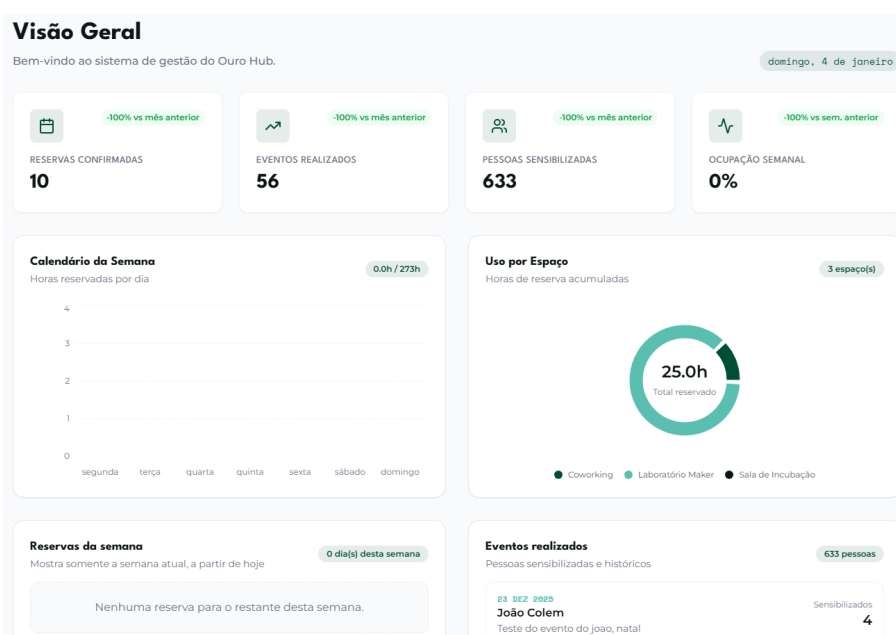 Visão Geral
Bem-vindo ao sistema de gestão do Ouro Hub.
domingo, 4 de janeiro
-100% vs mês anterior
RESERVAS CONFIRMADAS
10
-100% vs mês anterior
EVENTOS REALIZADOS
56
-100% vs mês anterior
PESSOAS SENSIBILIZADAS
633
-100% vs sem. anterior
OCUPAÇÃO SEMANAL
0%
Calendário da Semana
Horas reservadas por dia
0.0h / 273h
4
3
2
1
0
segunda terça quarta quinta sexta sábado domingo
Uso por Espaço
Horas de reserva acumuladas
3 espaço(s)
25.0h
Total reservado
Coworking Laboratório Maker Sala de Incubação
Reservas da semana
Mostra somente a semana atual, a partir de hoje
0 dia(s) desta semana
Nenhuma reserva para o restante desta semana.
Eventos realizados
Pessoas sensibilizadas e históricos
633 pessoas
23 DEZ 2025
João Colem
Teste do evento do joao, natal
Sensibilizados
4